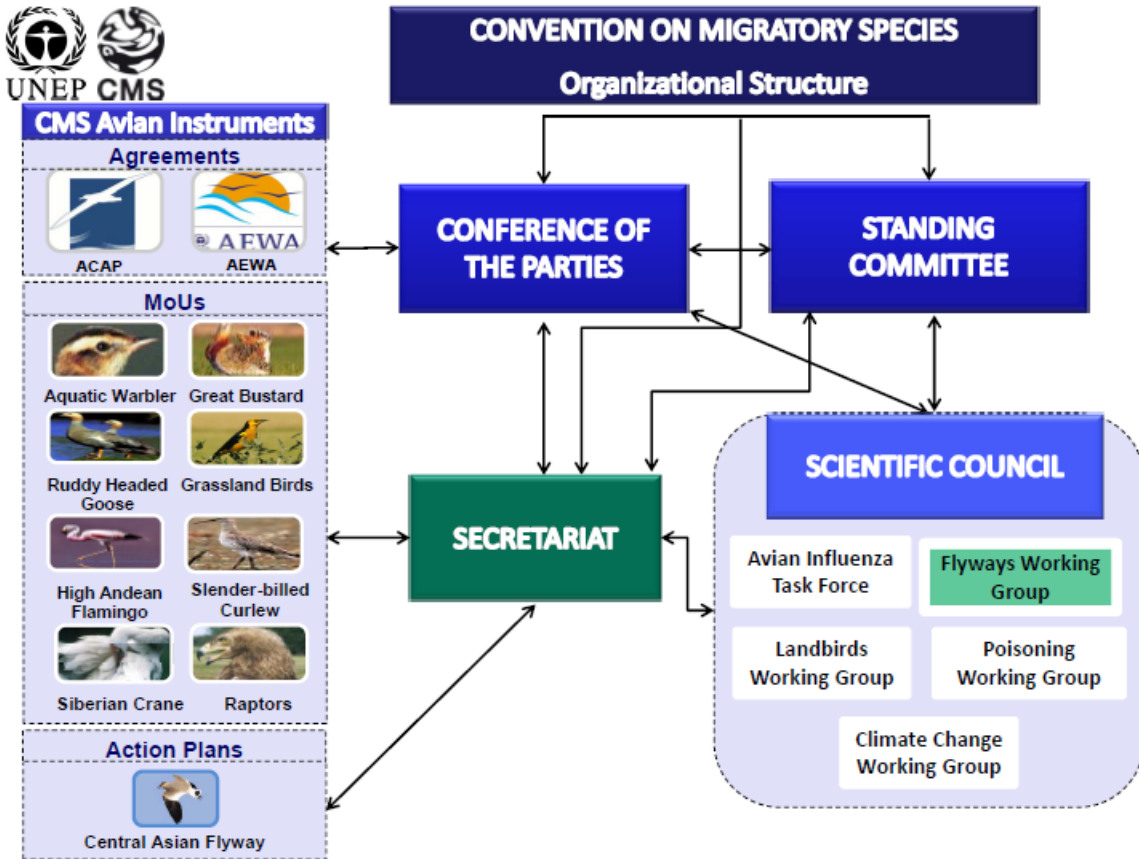 UNEP CMS
CONVENTION ON MIGRATORY SPECIES
Organizational Structure
CMS Avian Instruments
Agreements
AEWA
ACAP
AEWA
MoUs
Aquatic Warbler
Great Bustard
Ruddy Headed
Goose
Grassland Birds
High Andean
Flamingo
Slender-billed
Curlew
Siberian Crane
Raptors
Action Plans
Central Asian Flyway
CONFERENCE OF
THE PARTIES
STANDING
COMMITTEE
SECRETARIAT
SCIENTIFIC COUNCIL
Avian Influenza
Task Force
Flyways Working
Group
Landbirds
Working Group
Poisoning
Working Group
Climate Change
Working Group